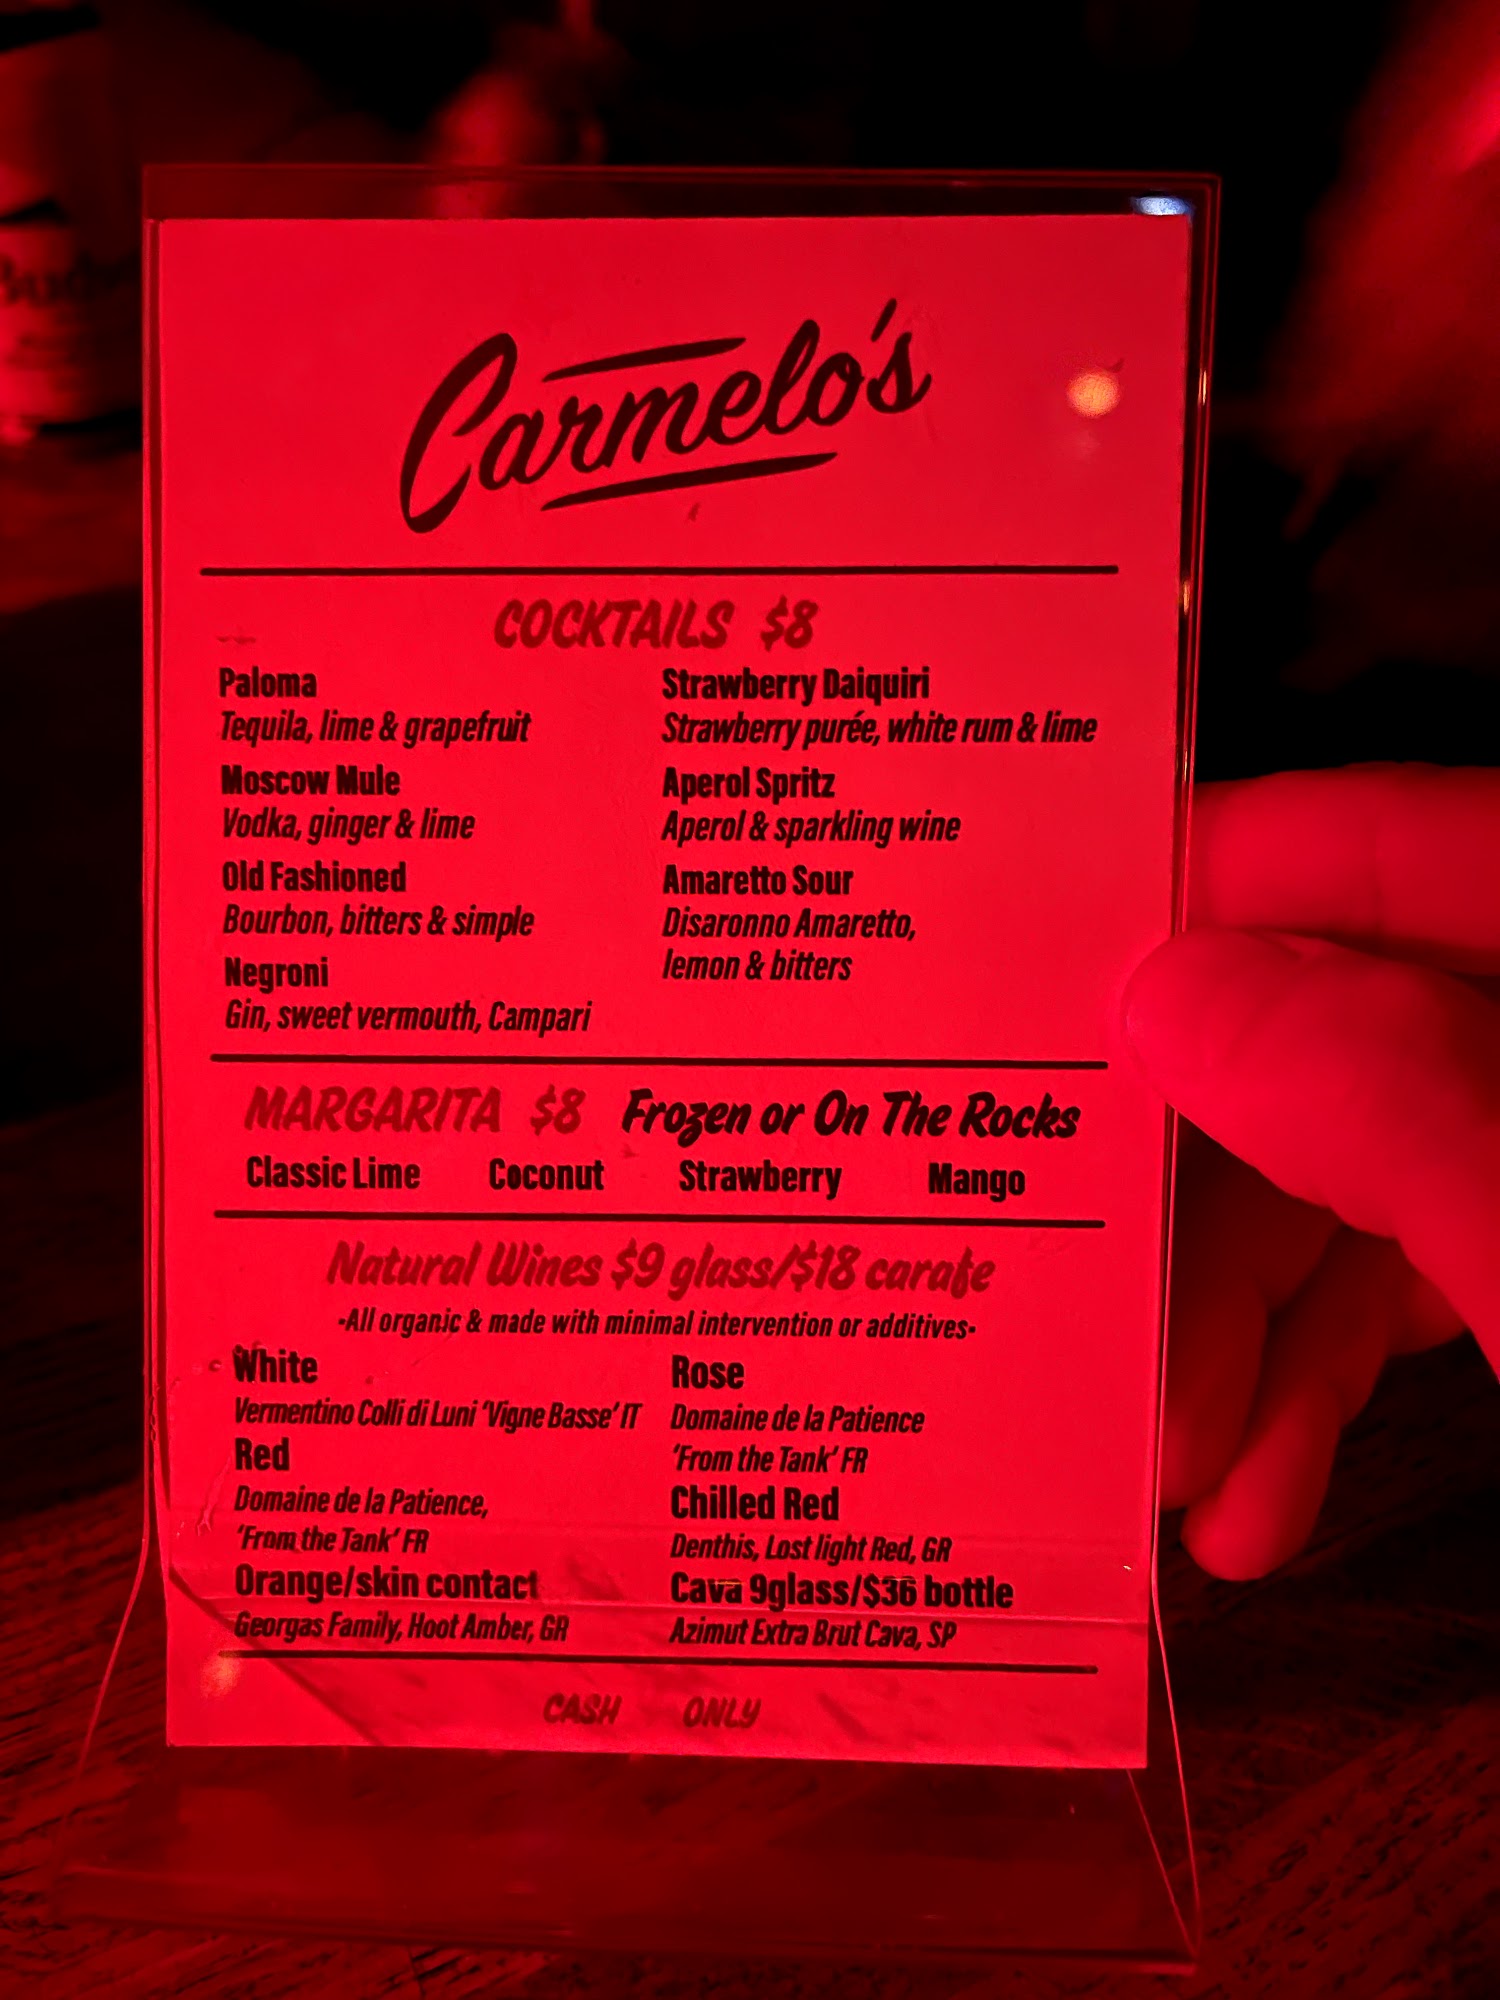 Carmelo's
COCKTAILS $8
Paloma
Tequila, lime & grapefruit
Moscow Mule
Vodka, ginger & lime
Old Fashioned
Bourbon, bitters & simple
Negroni
Gin, sweet vermouth, Campari
Strawberry Daiquiri
Strawberry purée, white rum & lime
Aperol Spritz
Aperol & sparkling wine
Amaretto Sour
Disaronno Amaretto,
lemon & bitters
MARGARITA $8 Frozen or On The Rocks
Classic Lime Coconut Strawberry Mango
Natural Wines $9 glass/$18 carafe
-All organic & made with minimal intervention or additives-
White
Vermentino Colli di Luni 'Vigne Basse' IT
Red
Domaine de la Patience,
'From the Tank' FR
Orange/skin contact
Georgas Family, Hoot Amber, GR
Rose
Domaine de la Patience
'From the Tank' FR
Chilled Red
Denthis, Lost light Red, GR
Cava 9glass/$36 bottle
Azimut Extra Brut Cava, SP
CASH ONLY